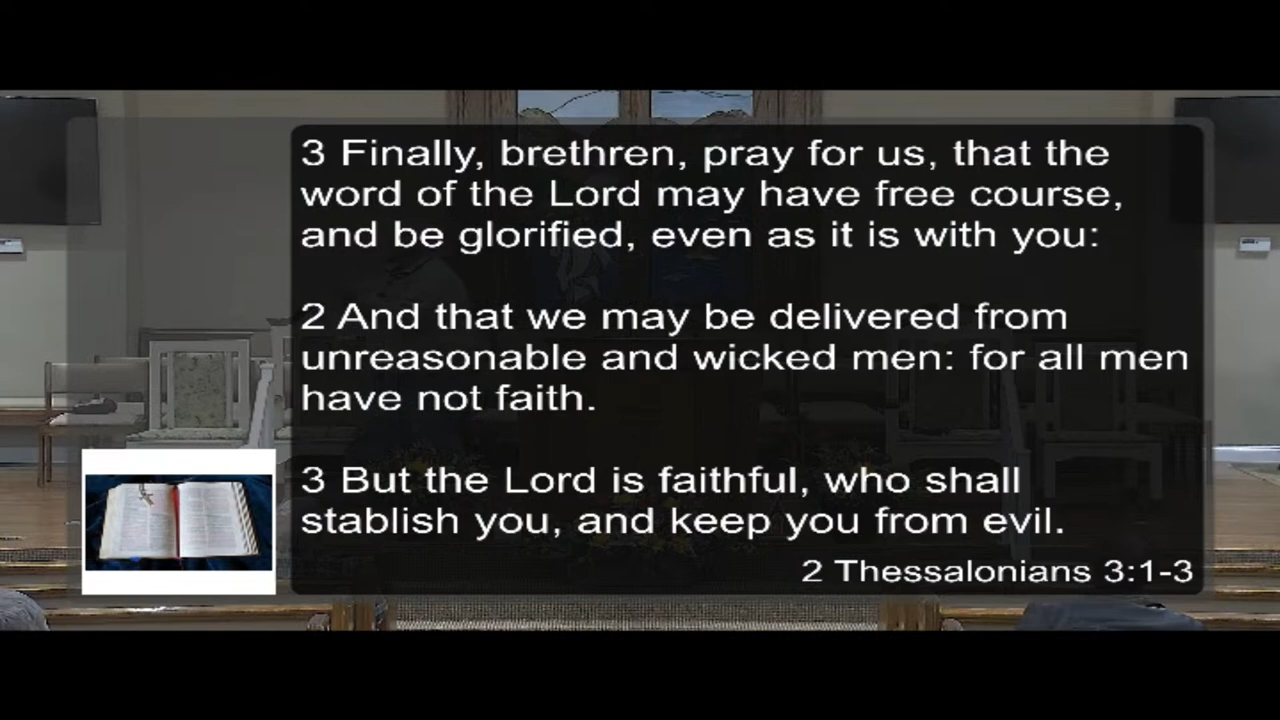 3 Finally, brethren, pray for us, that the
word of the Lord may have free course,
and be glorified, even as it is with you:
2 And that we may be delivered from
unreasonable and wicked men: for all men
have not faith.
3 But the Lord is faithful, who shall
stablish you, and keep you from evil.
2 Thessalonians 3:1-3